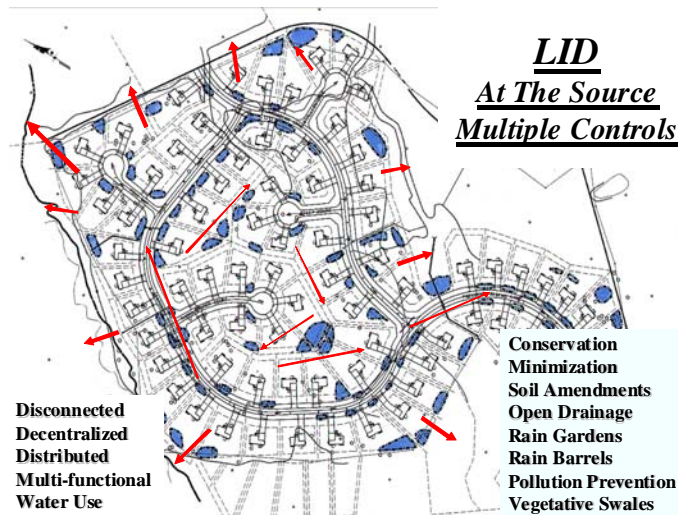 LID
At The Source
Multiple Controls
Disconnected
Decentralized
Distributed
Multi-functional
Water Use
Conservation
Minimization
Soil Amendments
Open Drainage
Rain Gardens
Rain Barrels
Pollution Prevention
Vegetative Swales